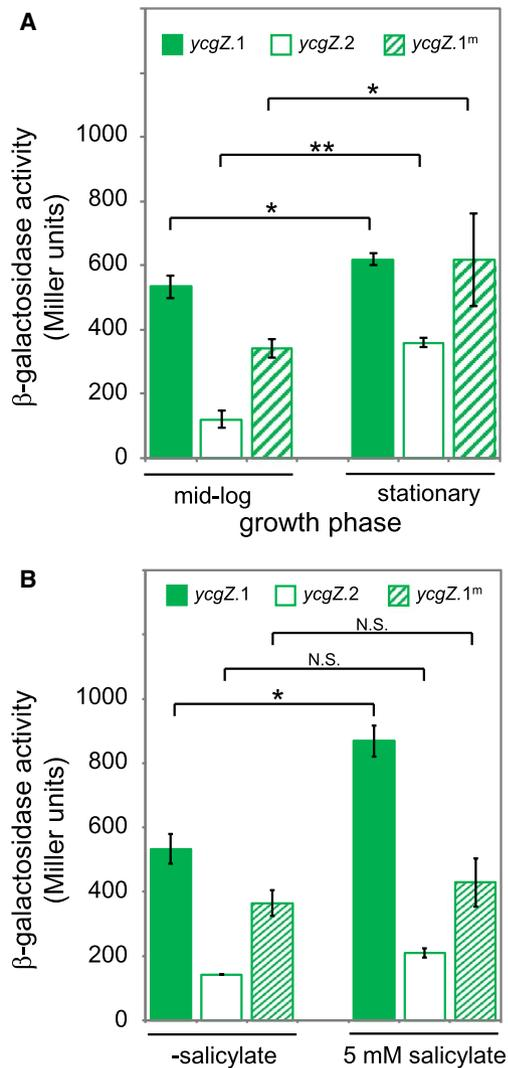 A
ycgZ.1 ycgZ.2 ycgZ.1ᵐ
β-galactosidase activity
(Miller units)
1000
800
600
400
200
0
*
**
*
mid-log stationary
growth phase
B
ycgZ.1 ycgZ.2 ycgZ.1ᵐ
β-galactosidase activity
(Miller units)
1000
800
600
400
200
0
N.S.
N.S.
*
-salicylate 5 mM salicylate